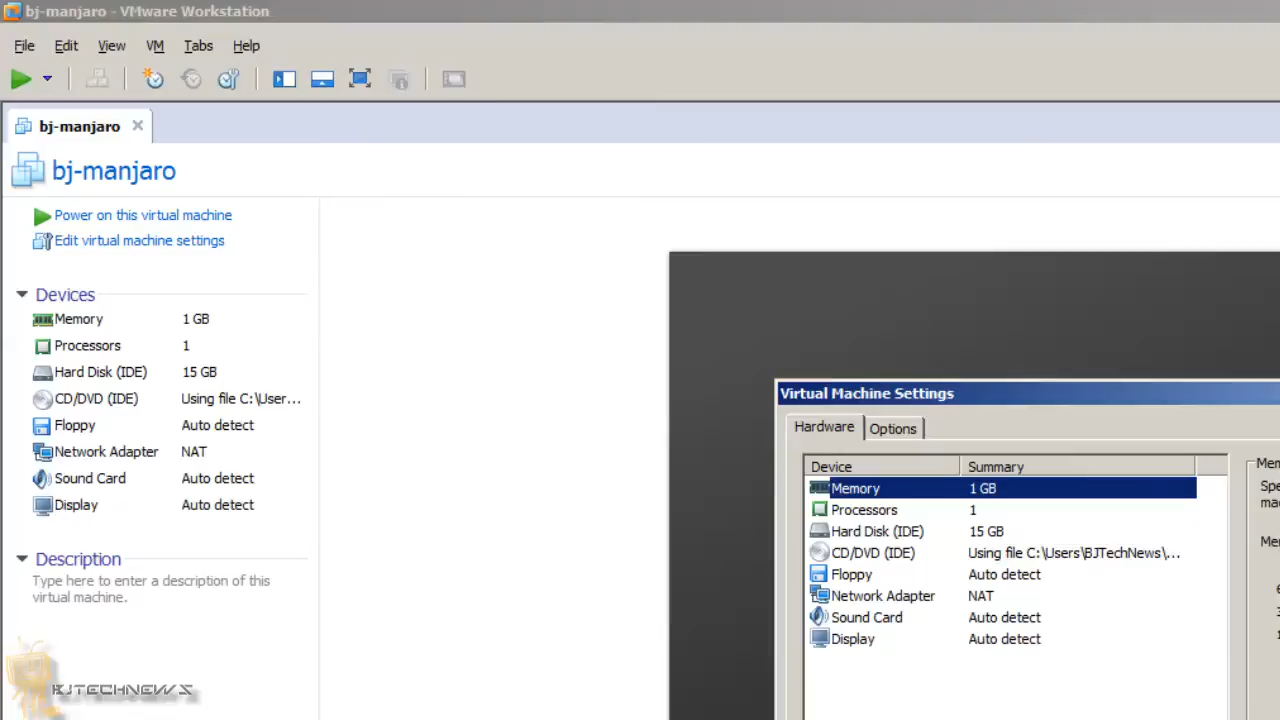 bj-manjaro - VMware Workstation
File Edit View VM Tabs Help
bj-manjaro
bj-manjaro
Power on this virtual machine
Edit virtual machine settings
Devices
Memory 1 GB
Processors 1
Hard Disk (IDE) 15 GB
CD/DVD (IDE) Using file C:\User...
Floppy Auto detect
Network Adapter NAT
Sound Card Auto detect
Display Auto detect
Description
Type here to enter a description of this
virtual machine.
BJTECHNEWS
Virtual Machine Settings
Hardware Options
Device Summary
Memory 1 GB
Processors 1
Hard Disk (IDE) 15 GB
CD/DVD (IDE) Using file C:\Users\BJTechNews\...
Floppy Auto detect
Network Adapter NAT
Sound Card Auto detect
Display Auto detect